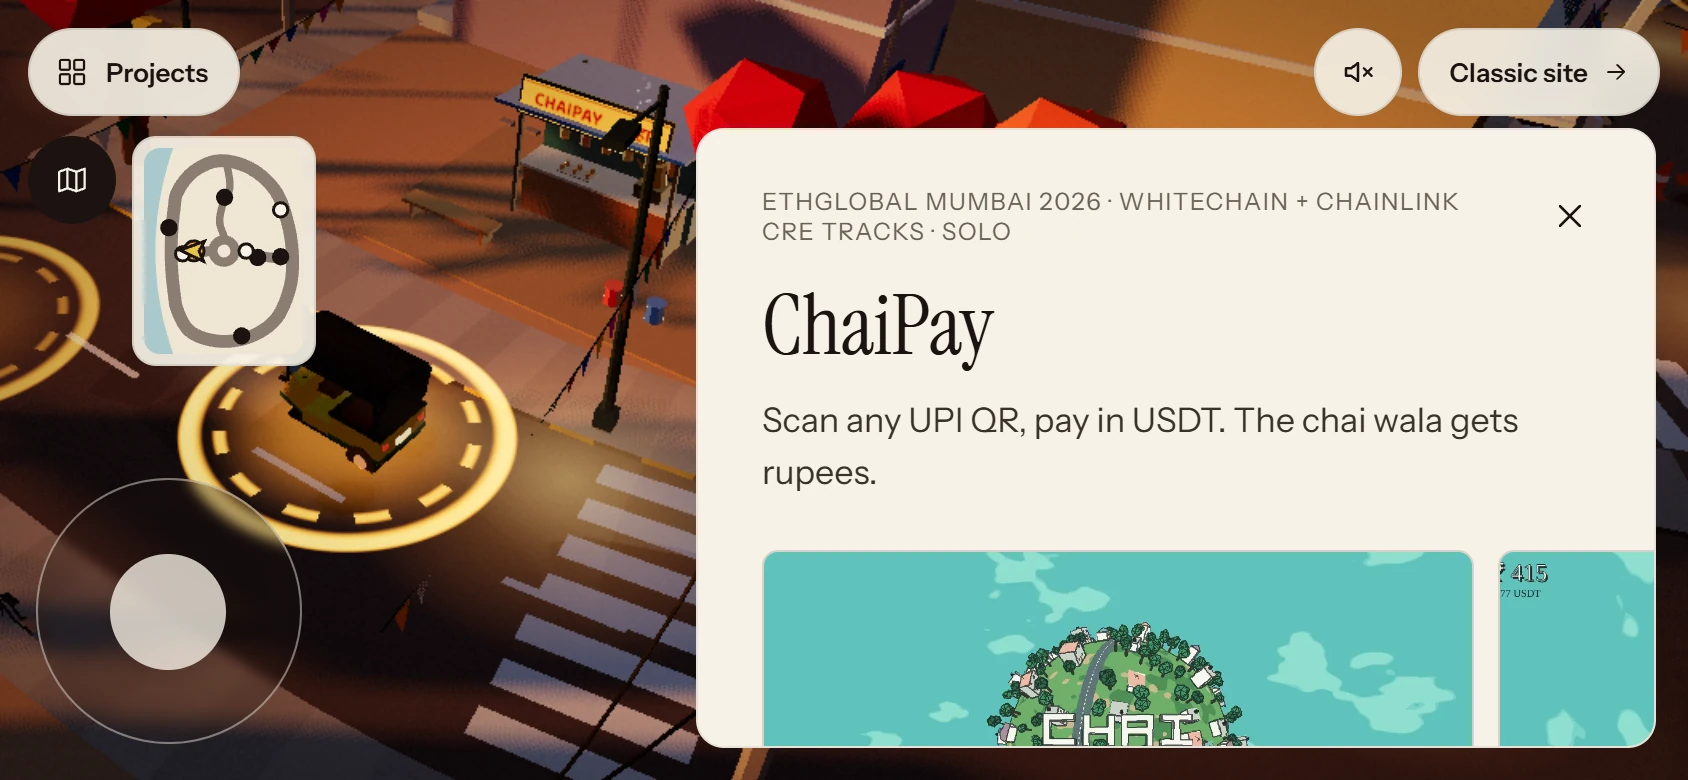 Projects
Classic site
CHAIPAY
ETHGLOBAL MUMBAI 2026 · WHITECHAIN + CHAINLINK
CRE TRACKS · SOLO
ChaiPay
Scan any UPI QR, pay in USDT. The chai wala gets
rupees.
₹ 415
77 USDT
CHAI